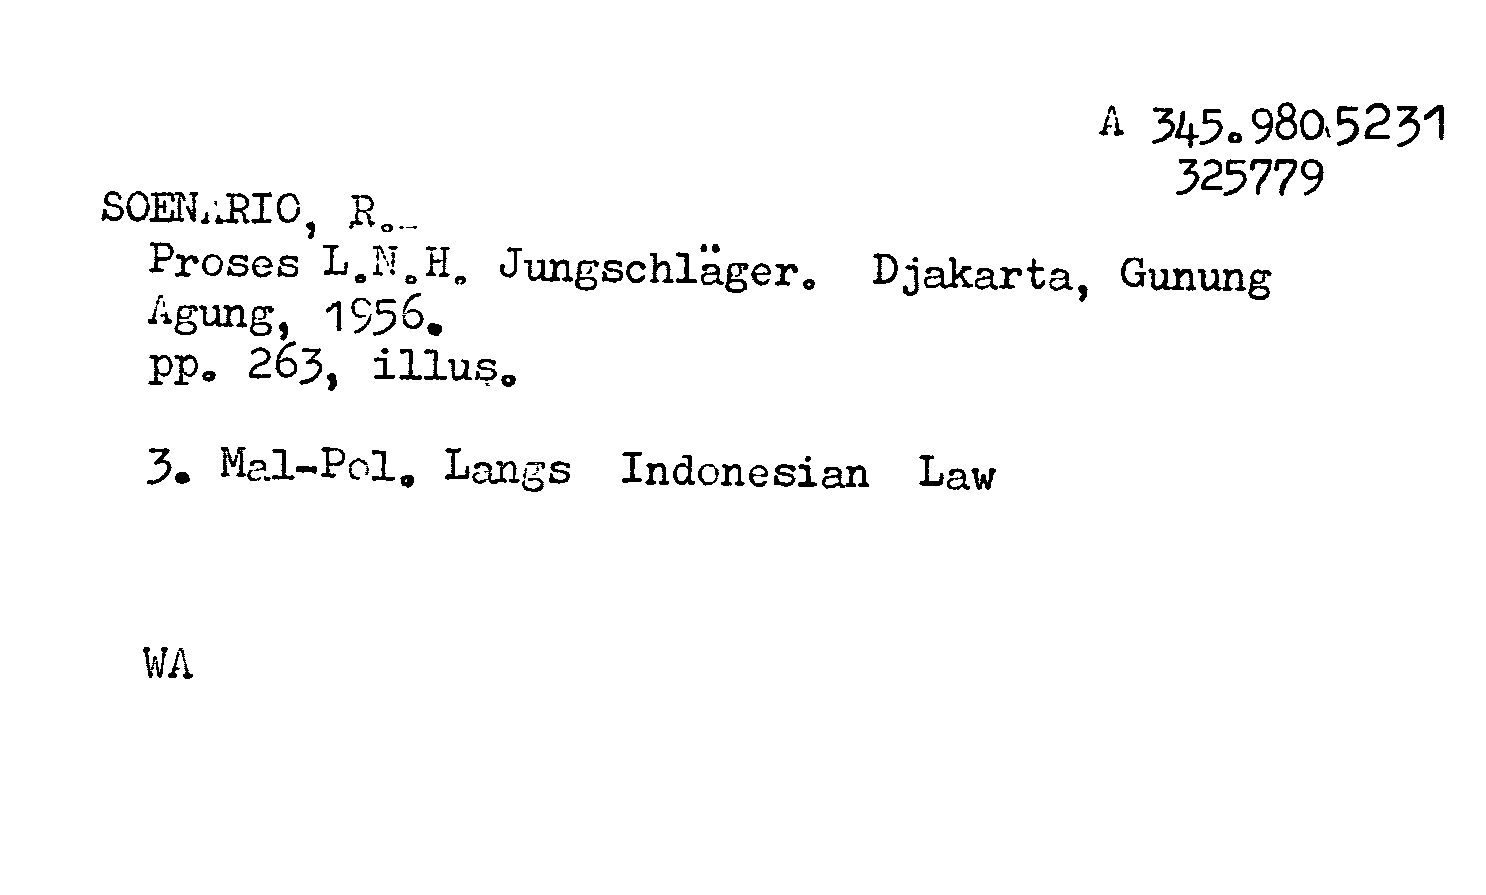 A 345.980.5231
325779
SOENARIO, R.
Proses L.N.H. Jungschläger. Djakarta, Gunung
Agung, 1956.
pp. 263, illus.
3. Mal-Pol. Langs Indonesian Law
WA